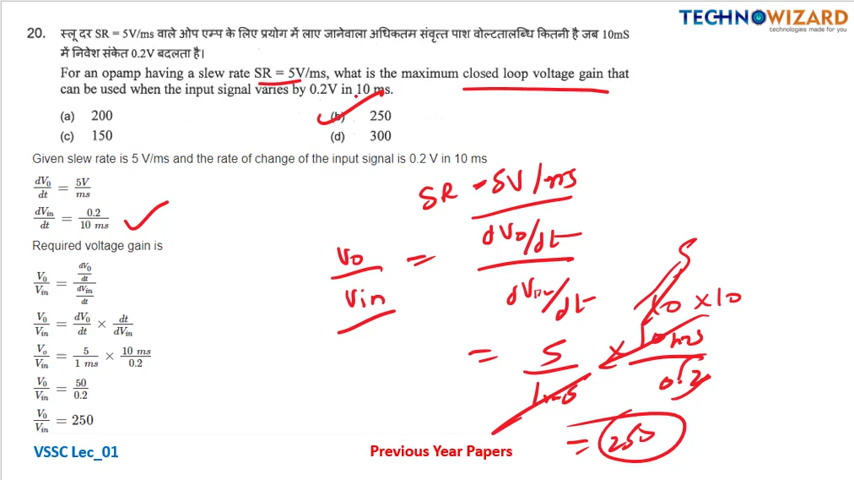 TECHNOWIZARD
technologies made for you
20. स्लू दर SR = 5V/ms वाले ओप एम्प के लिए प्रयोग में लाए जानेवाला अधिकतम संवृत्त पाश वोल्टतालब्धि कितनी है जब 10mS
में निवेश संकेत 0.2V बदलता है।
For an opamp having a slew rate SR = 5V/ms, what is the maximum closed loop voltage gain that
can be used when the input signal varies by 0.2V in 10 ms.
(a) 200 (b) 250
(c) 150 (d) 300
Given slew rate is 5 V/ms and the rate of change of the input signal is 0.2 V in 10 ms
dV₀/dt = 5V/ms
dVin/dt = 0.2/10 ms
Required voltage gain is
V₀/Vin = (dV₀/dt)/(dVin/dt)
V₀/Vin = dV₀/dt × dt/dVin
Vo/Vin = 5/1 ms × 10 ms/0.2
V₀/Vin = 50/0.2
V₀/Vin = 250
SR = 5V/ms
Vo/Vin = (dVo/dt)/(dVin/dt)
5 10 × 10
= 5/1ms × 10ms/0.2
= 250
VSSC Lec_01
Previous Year Papers